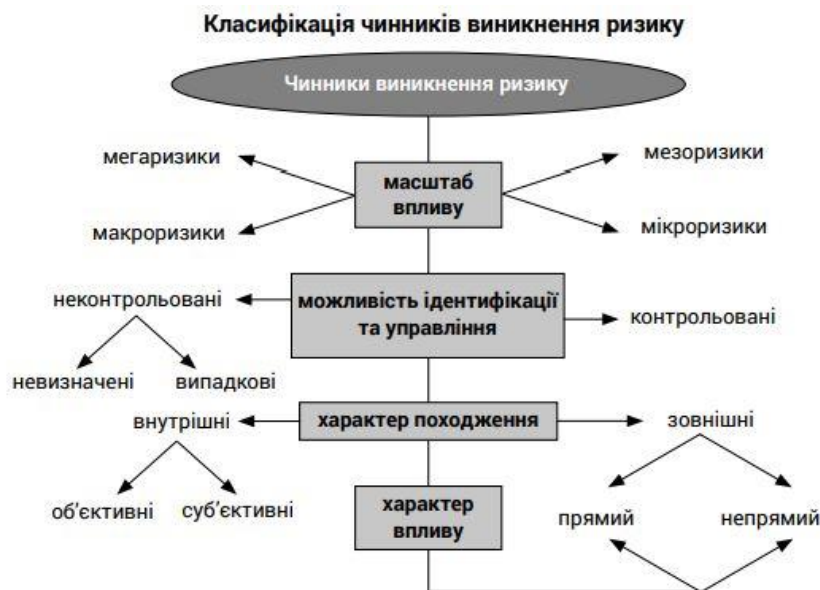 Класифікація чинників виникнення ризику
Чинники виникнення ризику
мегаризики
мезоризики
масштаб
впливу
макроризики
мікроризики
неконтрольовані
можливість ідентифікації
та управління
контрольовані
невизначені
випадкові
внутрішні
характер походження
зовнішні
об’єктивні
суб’єктивні
характер
впливу
прямий
непрямий